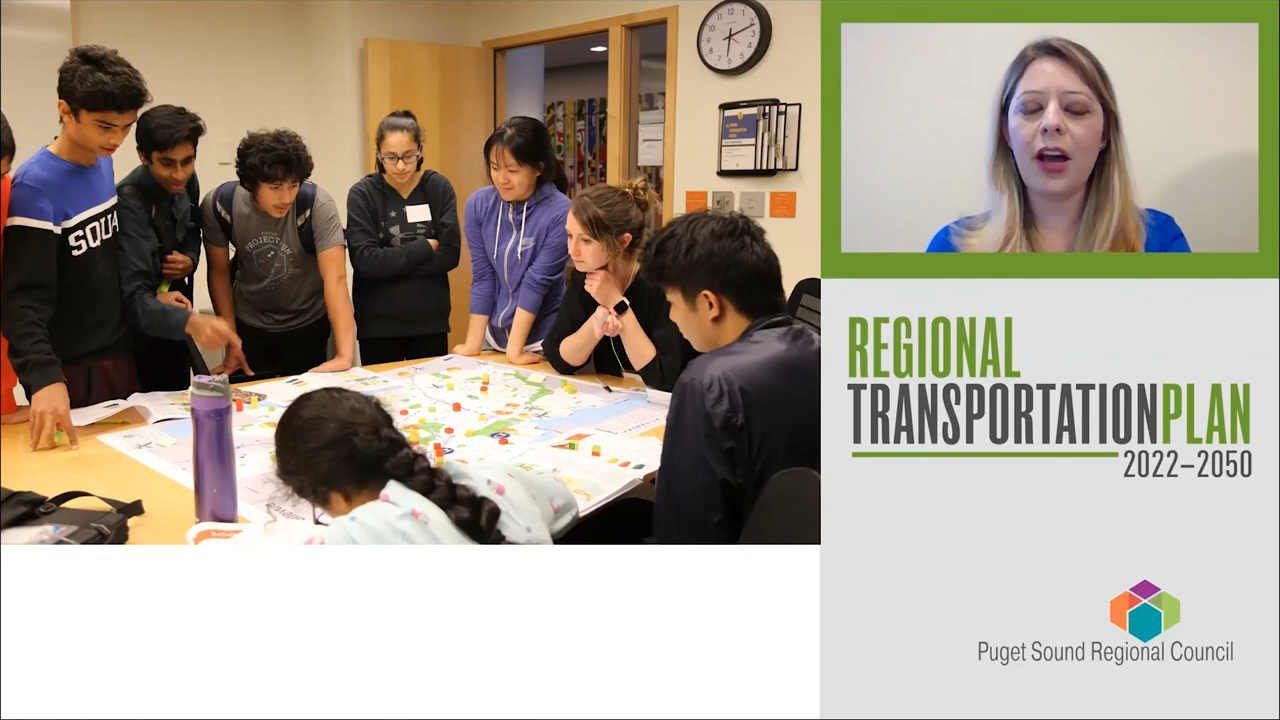 SQUA
PROJECT:UN
REGIONAL
TRANSPORTATIONPLAN
2022–2050
Puget Sound Regional Council